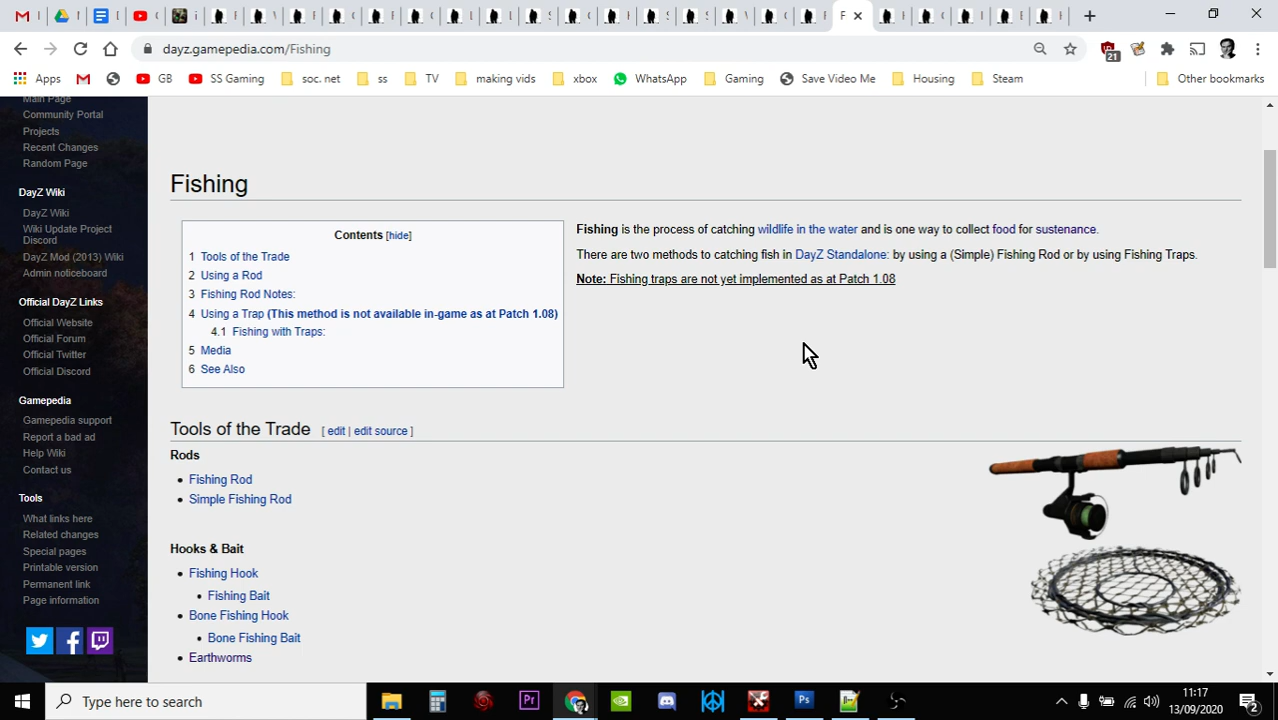 dayz.gamepedia.com/Fishing
21
Apps
GB
SS Gaming
soc. net
ss
TV
making vids
xbox
WhatsApp
Gaming
Save Video Me
Housing
Steam
Other bookmarks
Main Page
Community Portal
Projects
Recent Changes
Random Page
DayZ Wiki
DayZ Wiki
Wiki Update Project
Discord
DayZ Mod (2013) Wiki
Admin noticeboard
Official DayZ Links
Official Website
Official Forum
Official Twitter
Official Discord
Gamepedia
Gamepedia support
Report a bad ad
Help Wiki
Contact us
Tools
What links here
Related changes
Special pages
Printable version
Permanent link
Page information
Fishing
Contents [hide]
1 Tools of the Trade
2 Using a Rod
3 Fishing Rod Notes:
4 Using a Trap (This method is not available in-game as at Patch 1.08)
4.1 Fishing with Traps:
5 Media
6 See Also
Fishing is the process of catching wildlife in the water and is one way to collect food for sustenance.
There are two methods to catching fish in DayZ Standalone: by using a (Simple) Fishing Rod or by using Fishing Traps.
Note: Fishing traps are not yet implemented as at Patch 1.08
Tools of the Trade [ edit | edit source ]
Rods
Fishing Rod
Simple Fishing Rod
Hooks & Bait
Fishing Hook
Fishing Bait
Bone Fishing Hook
Bone Fishing Bait
Earthworms
Type here to search
11:17
13/09/2020
2